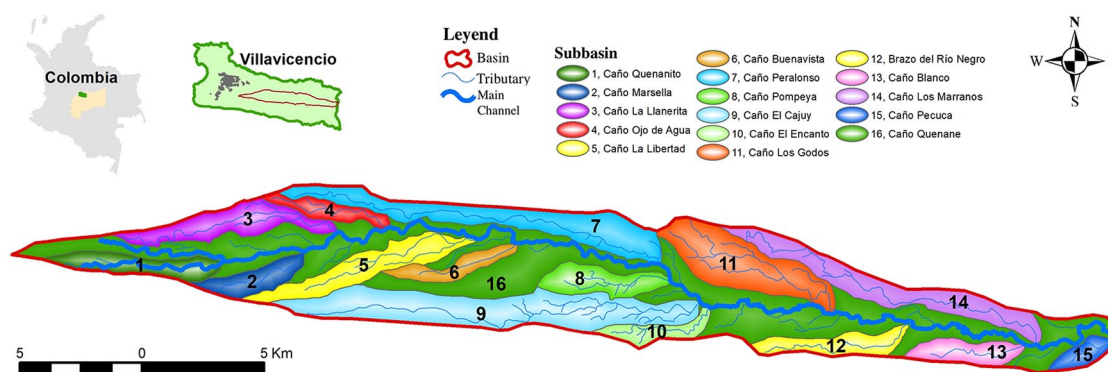 Colombia
Villavicencio
Legend
Basin
Tributary
Main
Channel
Subbasin
1, Caño Quenanito
2, Caño Marsella
3, Caño La Llanerita
4, Caño Ojo de Agua
5, Caño La Libertad
6, Caño Buenavista
7, Caño Peralonso
8, Caño Pompeya
9, Caño El Cajuy
10, Caño El Encanto
11, Caño Los Godos
12, Brazo del Río Negro
13, Caño Blanco
14, Caño Los Marranos
15, Caño Pecuca
16, Caño Quenane
N
W E
S
3
4
7
1
2
5
6
16
8
11
9
10
14
12
13
15
5 0 5 Km